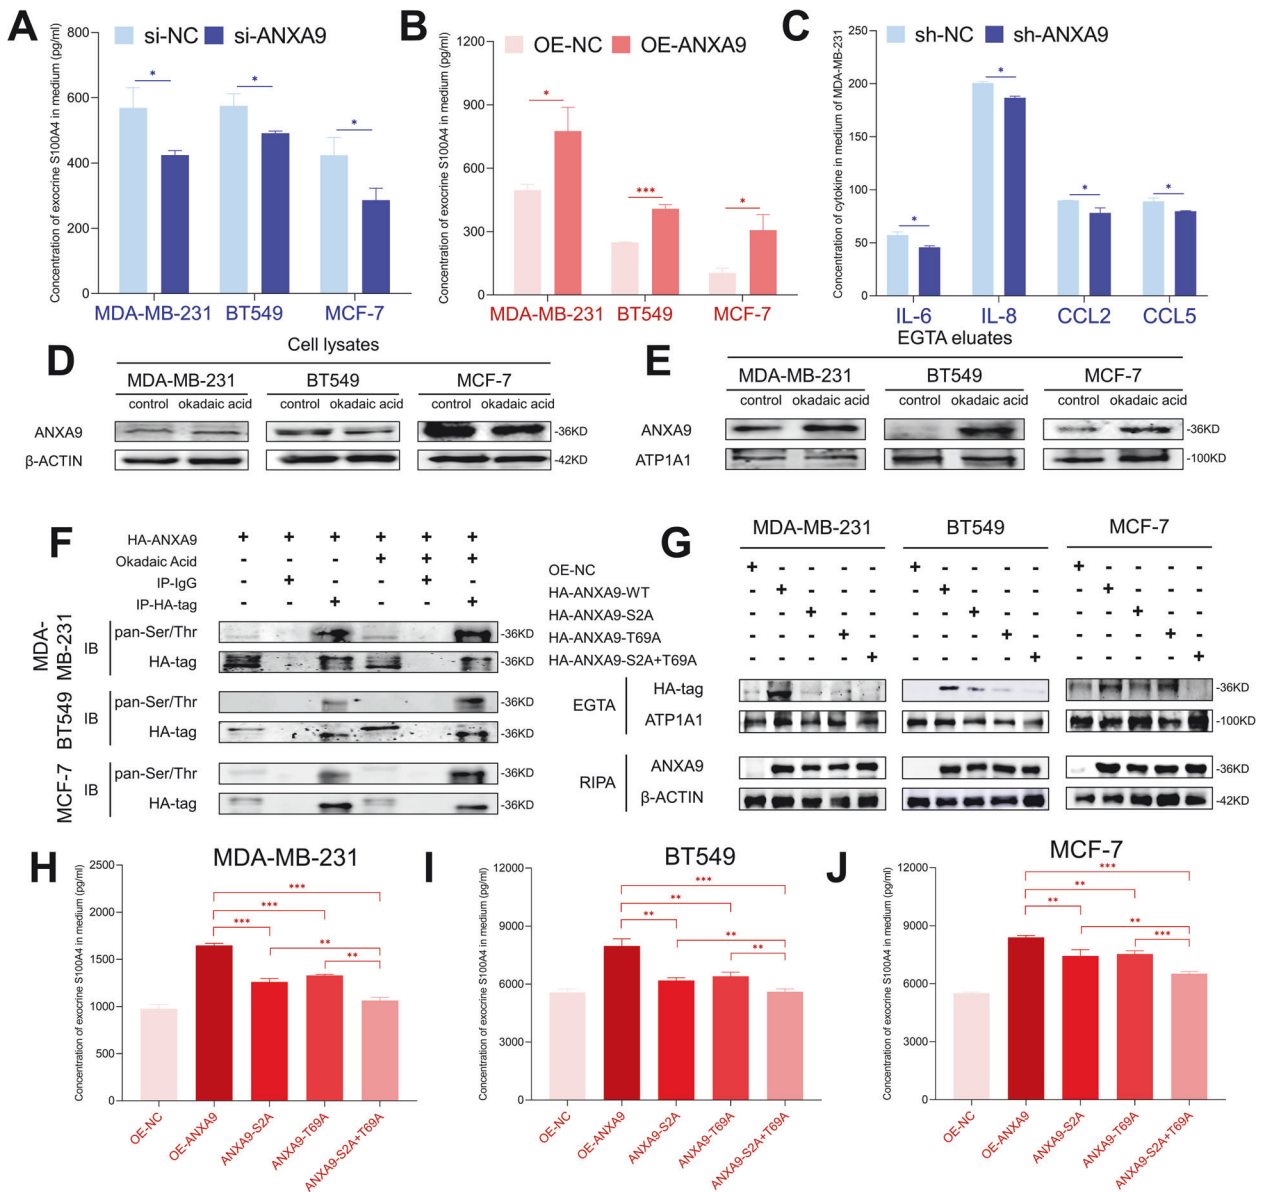 A
si-NC si-ANXA9
Concentration of exocrine S100A4 in medium (pg/ml)
800
600
400
200
0
* * *
MDA-MB-231 BT549 MCF-7
B
OE-NC OE-ANXA9
Concentration of exocrine S100A4 in medium (pg/ml)
1200
900
600
300
0
* *** *
MDA-MB-231 BT549 MCF-7
C
sh-NC sh-ANXA9
Concentration of cytokine in medium of MDA-MB-231
250
200
150
100
50
0
* * * *
IL-6 IL-8 CCL2 CCL5
D
Cell lysates
MDA-MB-231 BT549 MCF-7
control okadaic acid control okadaic acid control okadaic acid
ANXA9 -36KD
β-ACTIN -42KD
E
EGTA eluates
MDA-MB-231 BT549 MCF-7
control okadaic acid control okadaic acid control okadaic acid
ANXA9 -36KD
ATP1A1 -100KD
F
HA-ANXA9 + + + + + +
Okadaic Acid - - - + + +
IP-IgG - + - - + -
IP-HA-tag - - + - - +
MDA-MB-231 IB pan-Ser/Thr -36KD
HA-tag -36KD
BT549 IB pan-Ser/Thr -36KD
HA-tag -36KD
MCF-7 IB pan-Ser/Thr -36KD
HA-tag -36KD
G
MDA-MB-231 BT549 MCF-7
OE-NC + - - - - + - - - - + - - - -
HA-ANXA9-WT - + - - - - + - - - - + - - -
HA-ANXA9-S2A - - + - - - - + - - - - + - -
HA-ANXA9-T69A - - - + - - - - + - - - - + -
HA-ANXA9-S2A+T69A - - - - + - - - - + - - - - +
EGTA HA-tag -36KD
ATP1A1 -100KD
RIPA ANXA9 -36KD
β-ACTIN -42KD
H
MDA-MB-231
Concentration of exocrine S100A4 in medium (pg/ml)
2500
2000
1500
1000
500
0
***
***
***
**
**
OE-NC OE-ANXA9 ANXA9-S2A ANXA9-T69A ANXA9-S2A+T69A
I
BT549
Concentration of exocrine S100A4 in medium (pg/ml)
12000
9000
6000
3000
0
***
**
**
**
**
OE-NC OE-ANXA9 ANXA9-S2A ANXA9-T69A ANXA9-S2A+T69A
J
MCF-7
Concentration of exocrine S100A4 in medium (pg/ml)
12000
9000
6000
3000
0
***
**
**
**
***
OE-NC OE-ANXA9 ANXA9-S2A ANXA9-T69A ANXA9-S2A+T69A